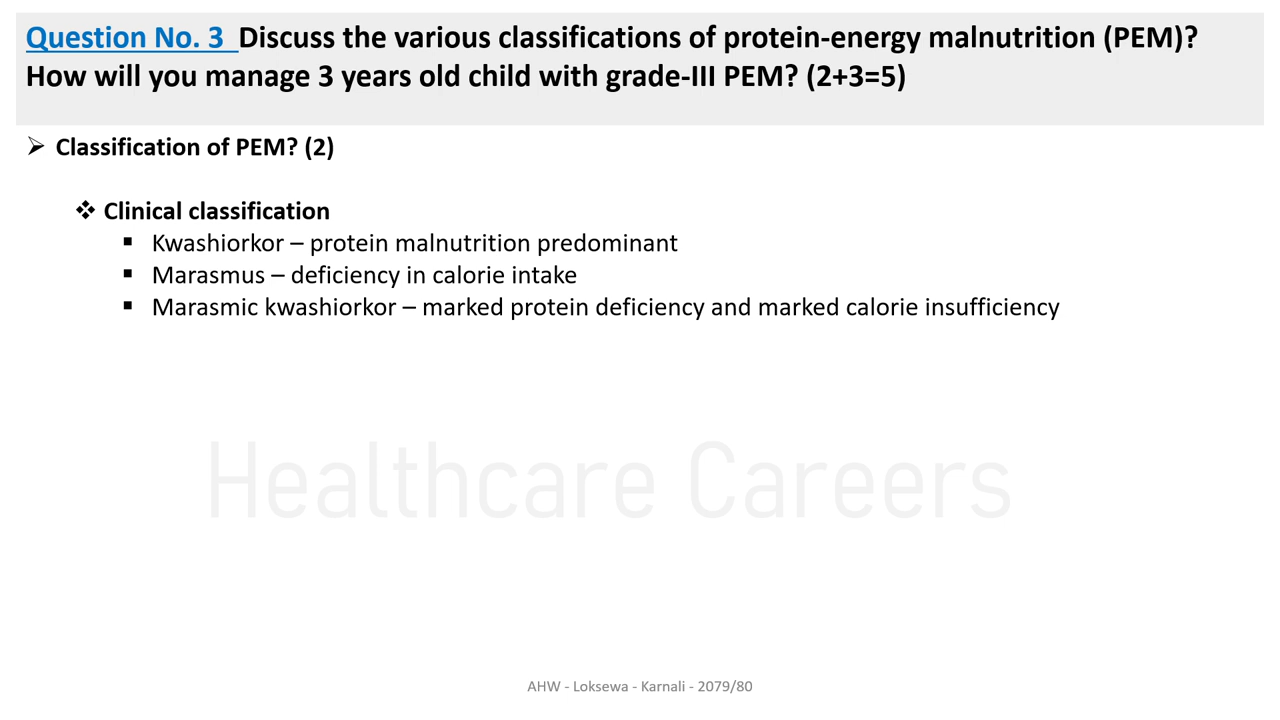 Question No. 3 Discuss the various classifications of protein-energy malnutrition (PEM)?
How will you manage 3 years old child with grade-III PEM? (2+3=5)
➢ Classification of PEM? (2)
❖ Clinical classification
▪ Kwashiorkor – protein malnutrition predominant
▪ Marasmus – deficiency in calorie intake
▪ Marasmic kwashiorkor – marked protein deficiency and marked calorie insufficiency
Healthcare Careers
AHW - Loksewa - Karnali - 2079/80